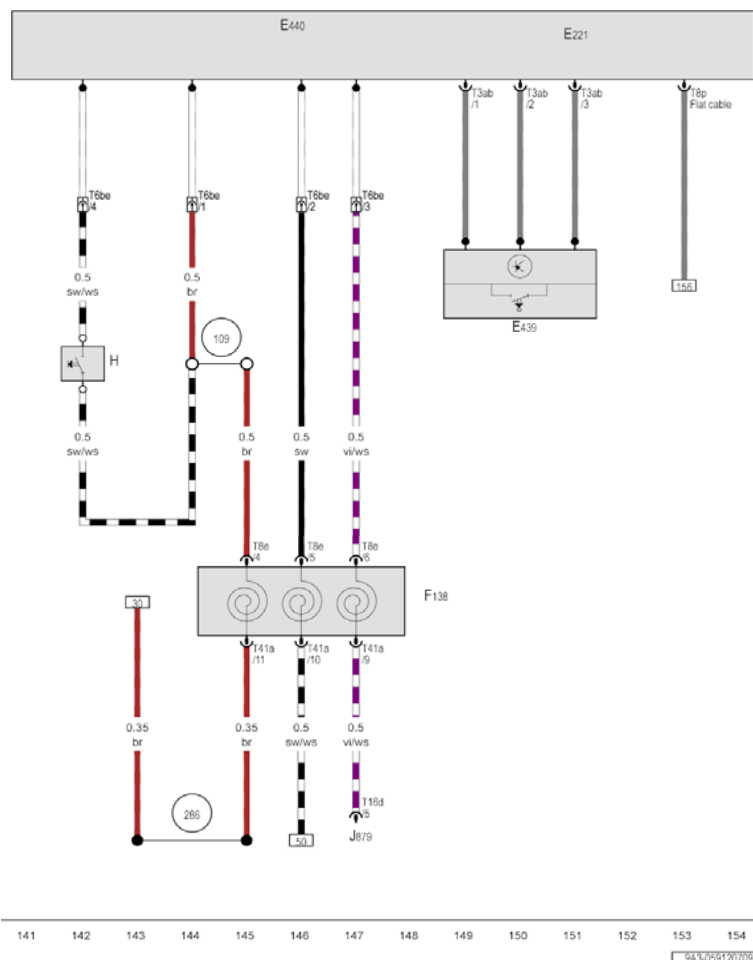 E440
E221
T3ab
/1
T3ab
/2
T3ab
/3
T8p
Flat cable
T6be
/4
T6be
/1
T6be
/2
T6be
/3
0.5
sw/ws
0.5
br
156
E439
109
H
0.5
sw/ws
0.5
br
0.5
sw
0.5
vi/ws
T8e
/4
T8e
/5
T8e
/6
F138
30
T41a
/11
T41a
/10
T41a
/9
0.35
br
0.35
br
0.5
sw/ws
0.5
vi/ws
T16d
/5
286
50
J879
141 142 143 144 145 146 147 148 149 150 151 152 153 154
9A3-059120709